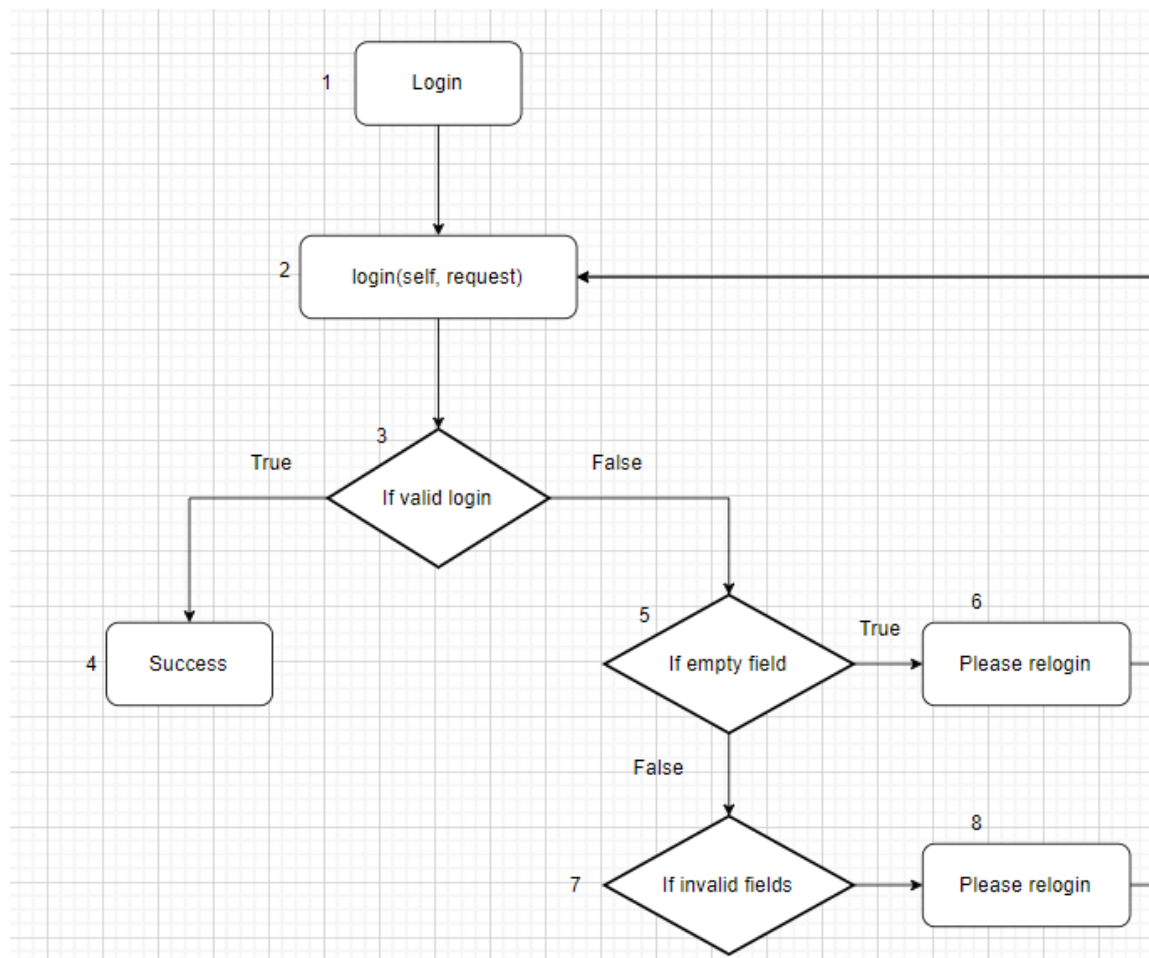 1
Login
2
login(self, request)
3
True
False
If valid login
5
6
True
4
Success
If empty field
Please relogin
False
8
7
If invalid fields
Please relogin